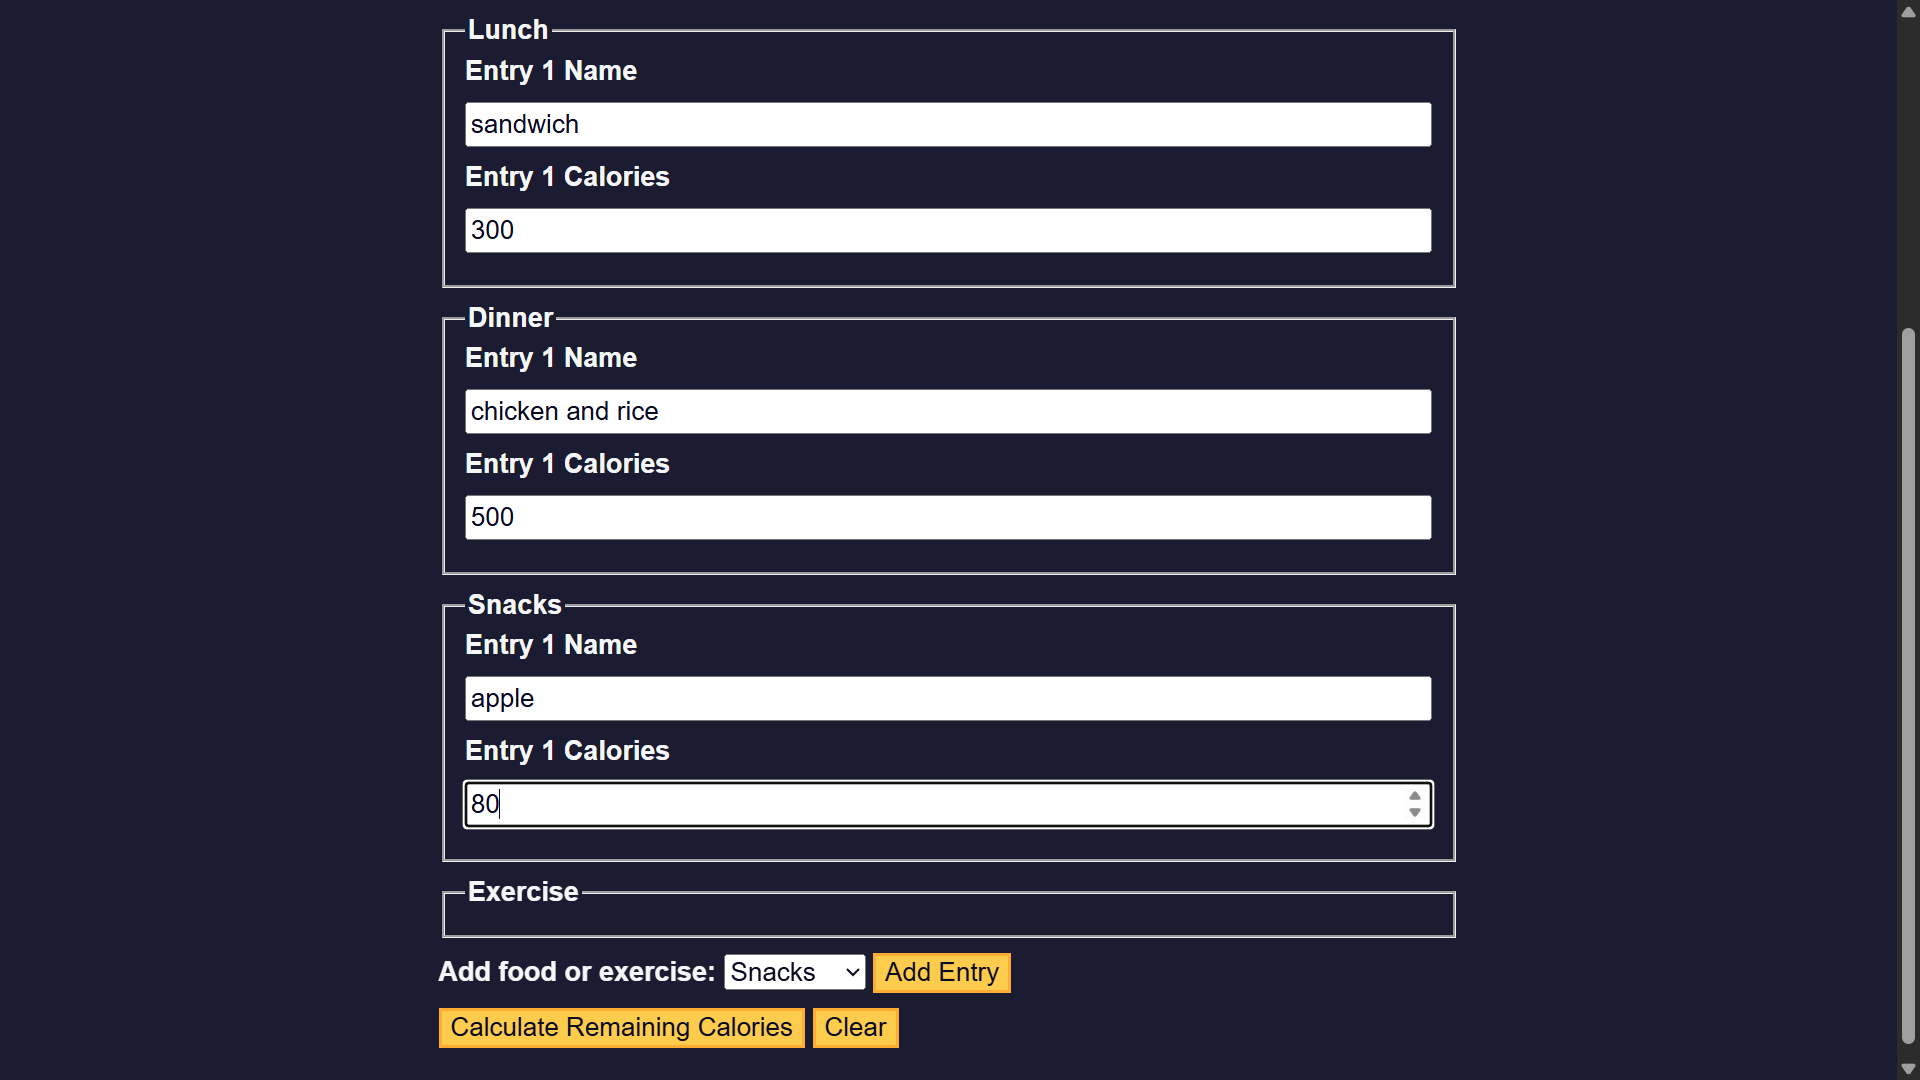 Lunch
Entry 1 Name
sandwich
Entry 1 Calories
300
Dinner
Entry 1 Name
chicken and rice
Entry 1 Calories
500
Snacks
Entry 1 Name
apple
Entry 1 Calories
80
Exercise
Add food or exercise: Snacks Add Entry
Calculate Remaining Calories Clear